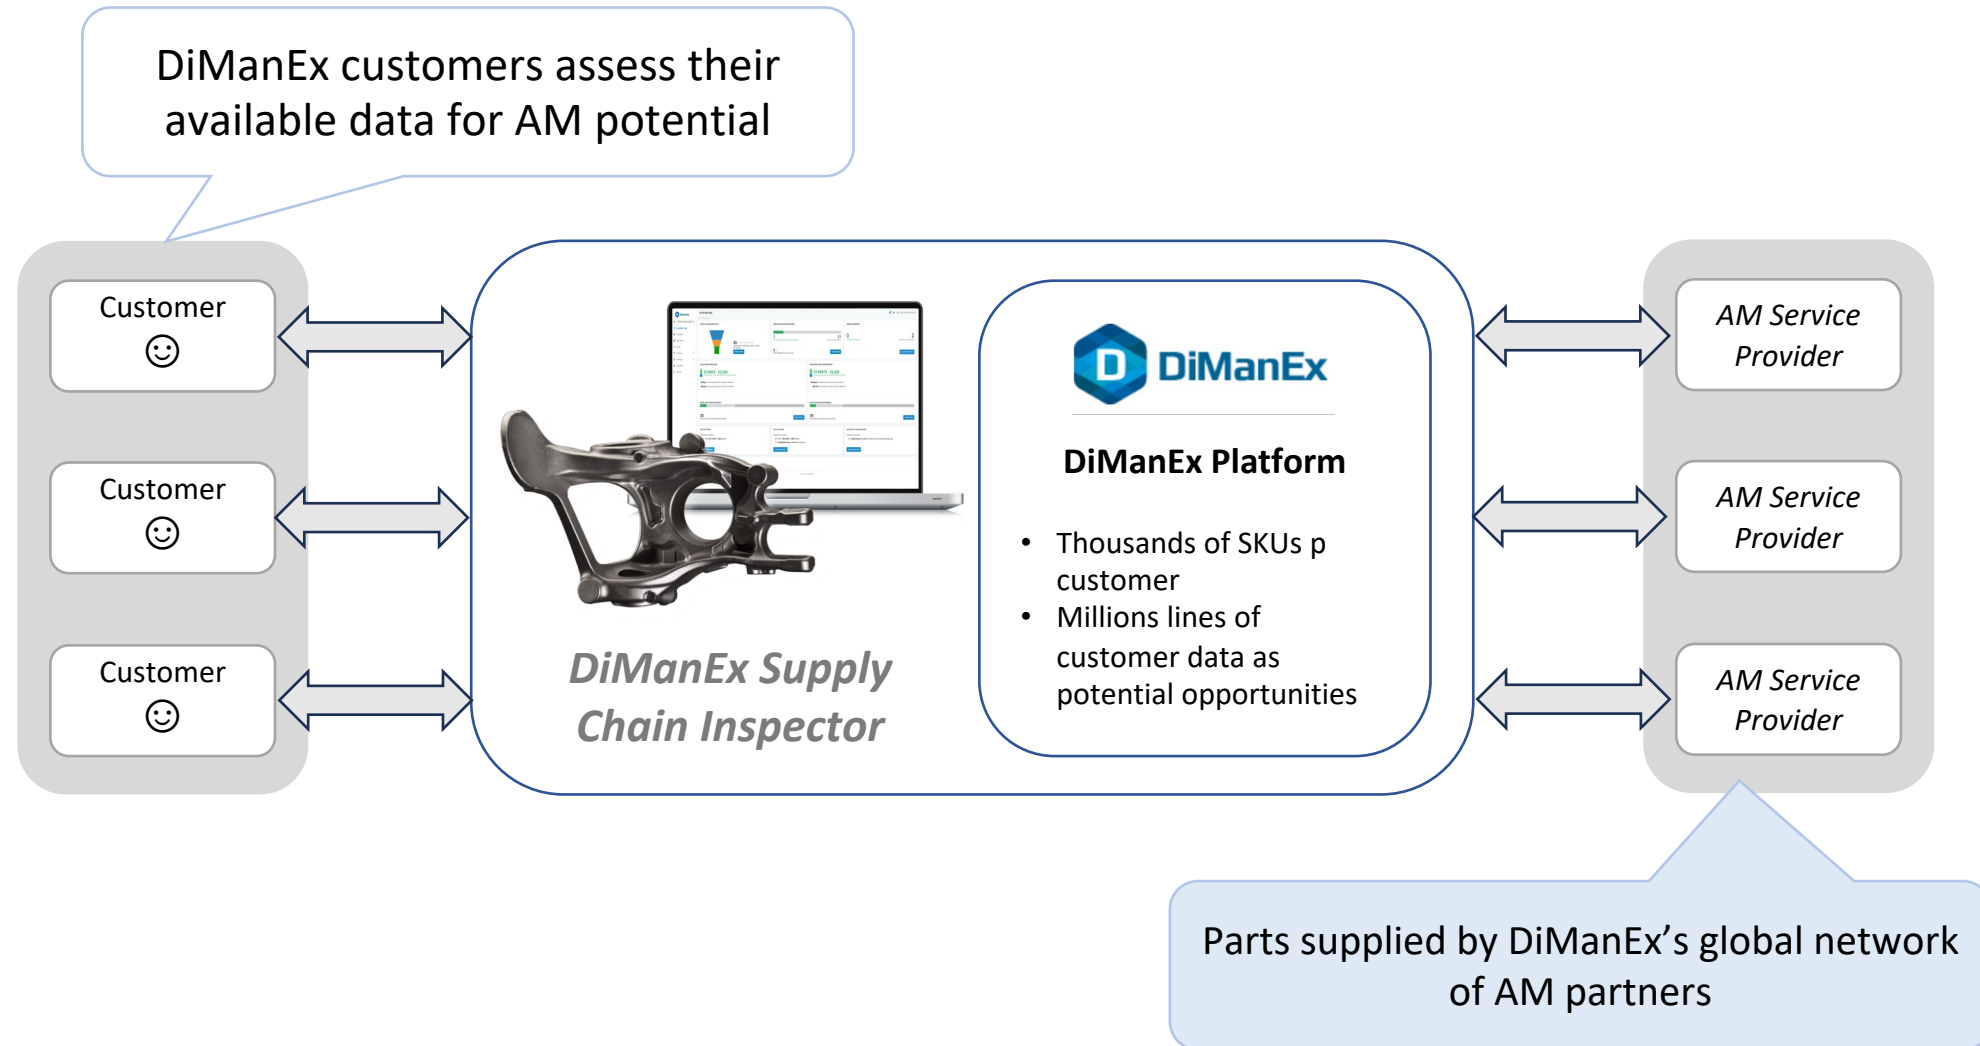 DiManEx customers assess their
available data for AM potential
Customer
Customer
Customer
DiManEx Supply
Chain Inspector
D
DiManEx
DiManEx Platform
• Thousands of SKUs p
customer
• Millions lines of
customer data as
potential opportunities
AM Service
Provider
AM Service
Provider
AM Service
Provider
Parts supplied by DiManEx’s global network
of AM partners